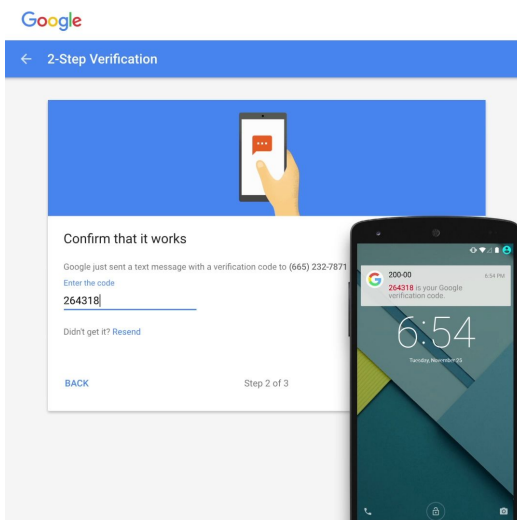 Google
2-Step Verification
Confirm that it works
Google just sent a text message with a verification code to (665) 232-7871
Enter the code
264318
Didn't get it? Resend
BACK
Step 2 of 3
200-00
6:54 PM
264318 is your Google
verification code.
6:54
Tuesday, November 25